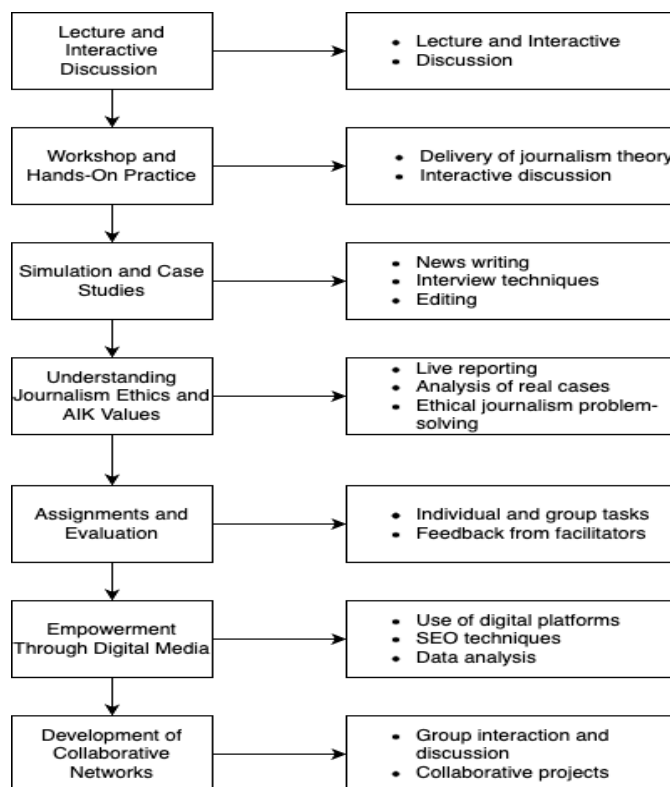 Lecture and
Interactive
Discussion
• Lecture and Interactive
• Discussion
Workshop and
Hands-On Practice
• Delivery of journalism theory
• Interactive discussion
Simulation and Case
Studies
• News writing
• Interview techniques
• Editing
Understanding
Journalism Ethics and
AIK Values
• Live reporting
• Analysis of real cases
• Ethical journalism problem-
solving
Assignments and
Evaluation
• Individual and group tasks
• Feedback from facilitators
Empowerment
Through Digital Media
• Use of digital platforms
• SEO techniques
• Data analysis
Development of
Collaborative
Networks
• Group interaction and
discussion
• Collaborative projects